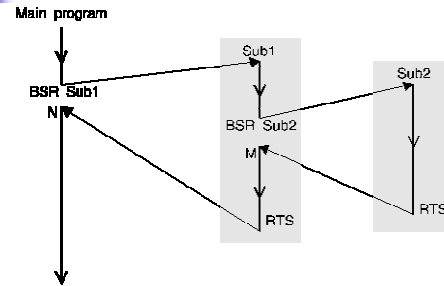 Main program
BSR Sub1
N
Sub1
BSR Sub2
M
RTS
Sub2
RTS